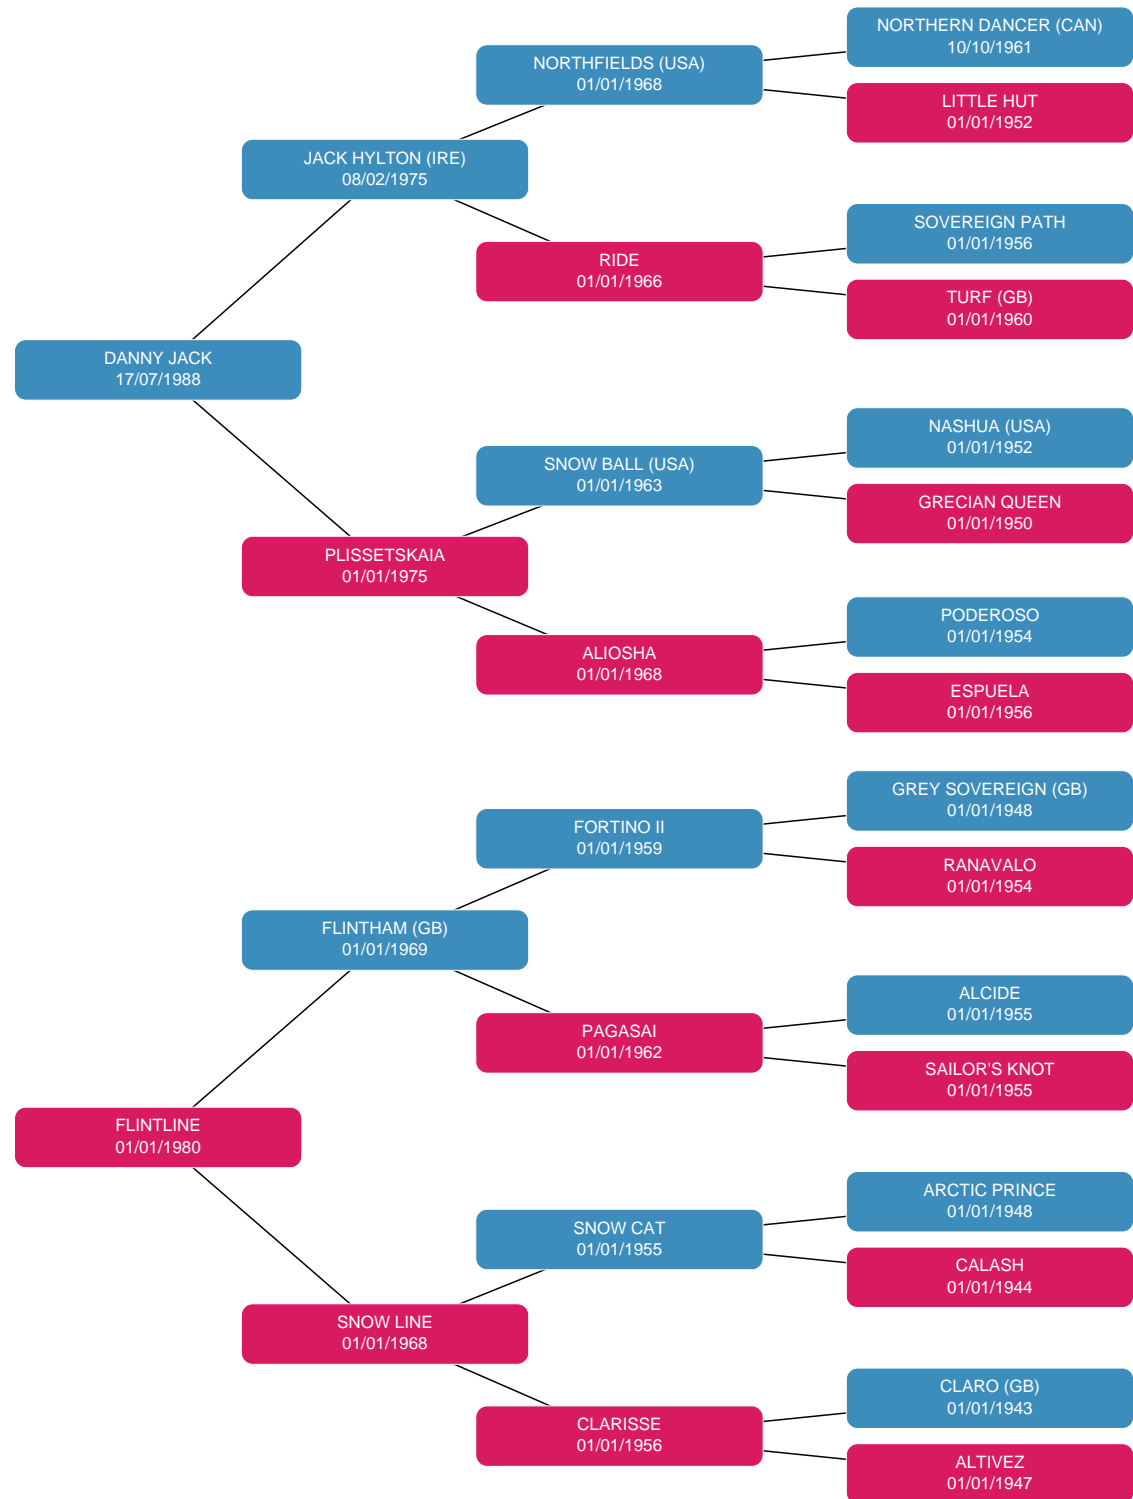 NORTHERN DANCER (CAN)
10/10/1961
NORTHFIELDS (USA)
01/01/1968
LITTLE HUT
01/01/1952
JACK HYLTON (IRE)
08/02/1975
SOVEREIGN PATH
01/01/1956
RIDE
01/01/1966
TURF (GB)
01/01/1960
DANNY JACK
17/07/1988
NASHUA (USA)
01/01/1952
SNOW BALL (USA)
01/01/1963
GRECIAN QUEEN
01/01/1950
PLISSETSKAIA
01/01/1975
PODEROSO
01/01/1954
ALIOSHA
01/01/1968
ESPUELA
01/01/1956
GREY SOVEREIGN (GB)
01/01/1948
FORTINO II
01/01/1959
RANAVALO
01/01/1954
FLINTHAM (GB)
01/01/1969
ALCIDE
01/01/1955
PAGASAI
01/01/1962
SAILOR'S KNOT
01/01/1955
FLINTLINE
01/01/1980
ARCTIC PRINCE
01/01/1948
SNOW CAT
01/01/1955
CALASH
01/01/1944
SNOW LINE
01/01/1968
CLARO (GB)
01/01/1943
CLARISSE
01/01/1956
ALTIVEZ
01/01/1947